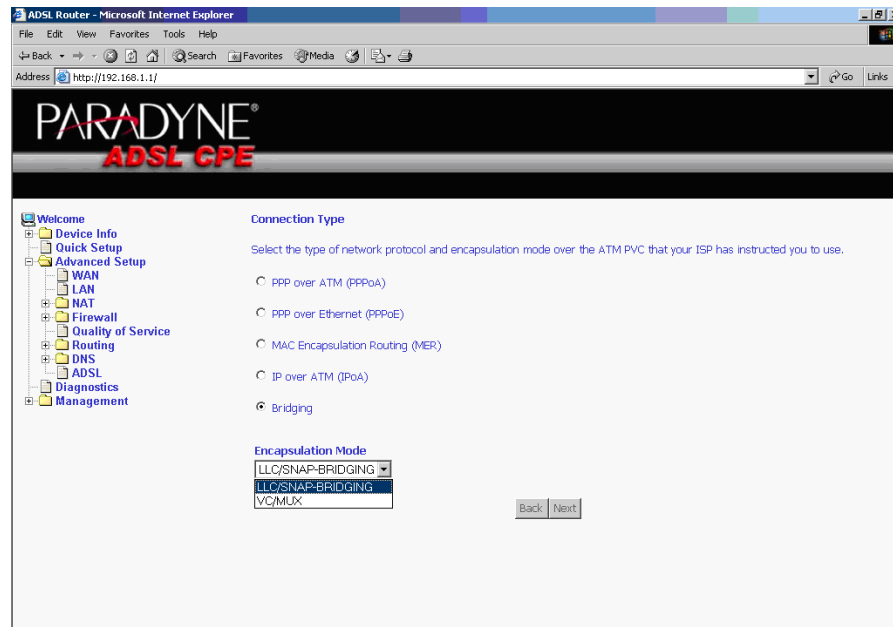 ADSL Router - Microsoft Internet Explorer
File Edit View Favorites Tools Help
Back Search Favorites Media
Address http://192.168.1.1/ Go Links
PARADYNE®
ADSL CPE
Welcome
Device Info
Quick Setup
Advanced Setup
WAN
LAN
NAT
Firewall
Quality of Service
Routing
DNS
ADSL
Diagnostics
Management
Connection Type
Select the type of network protocol and encapsulation mode over the ATM PVC that your ISP has instructed you to use.
PPP over ATM (PPPoA)
PPP over Ethernet (PPPoE)
MAC Encapsulation Routing (MER)
IP over ATM (IPoA)
Bridging
Encapsulation Mode
LLC/SNAP-BRIDGING
LLC/SNAP-BRIDGING
VC/MUX
Back Next